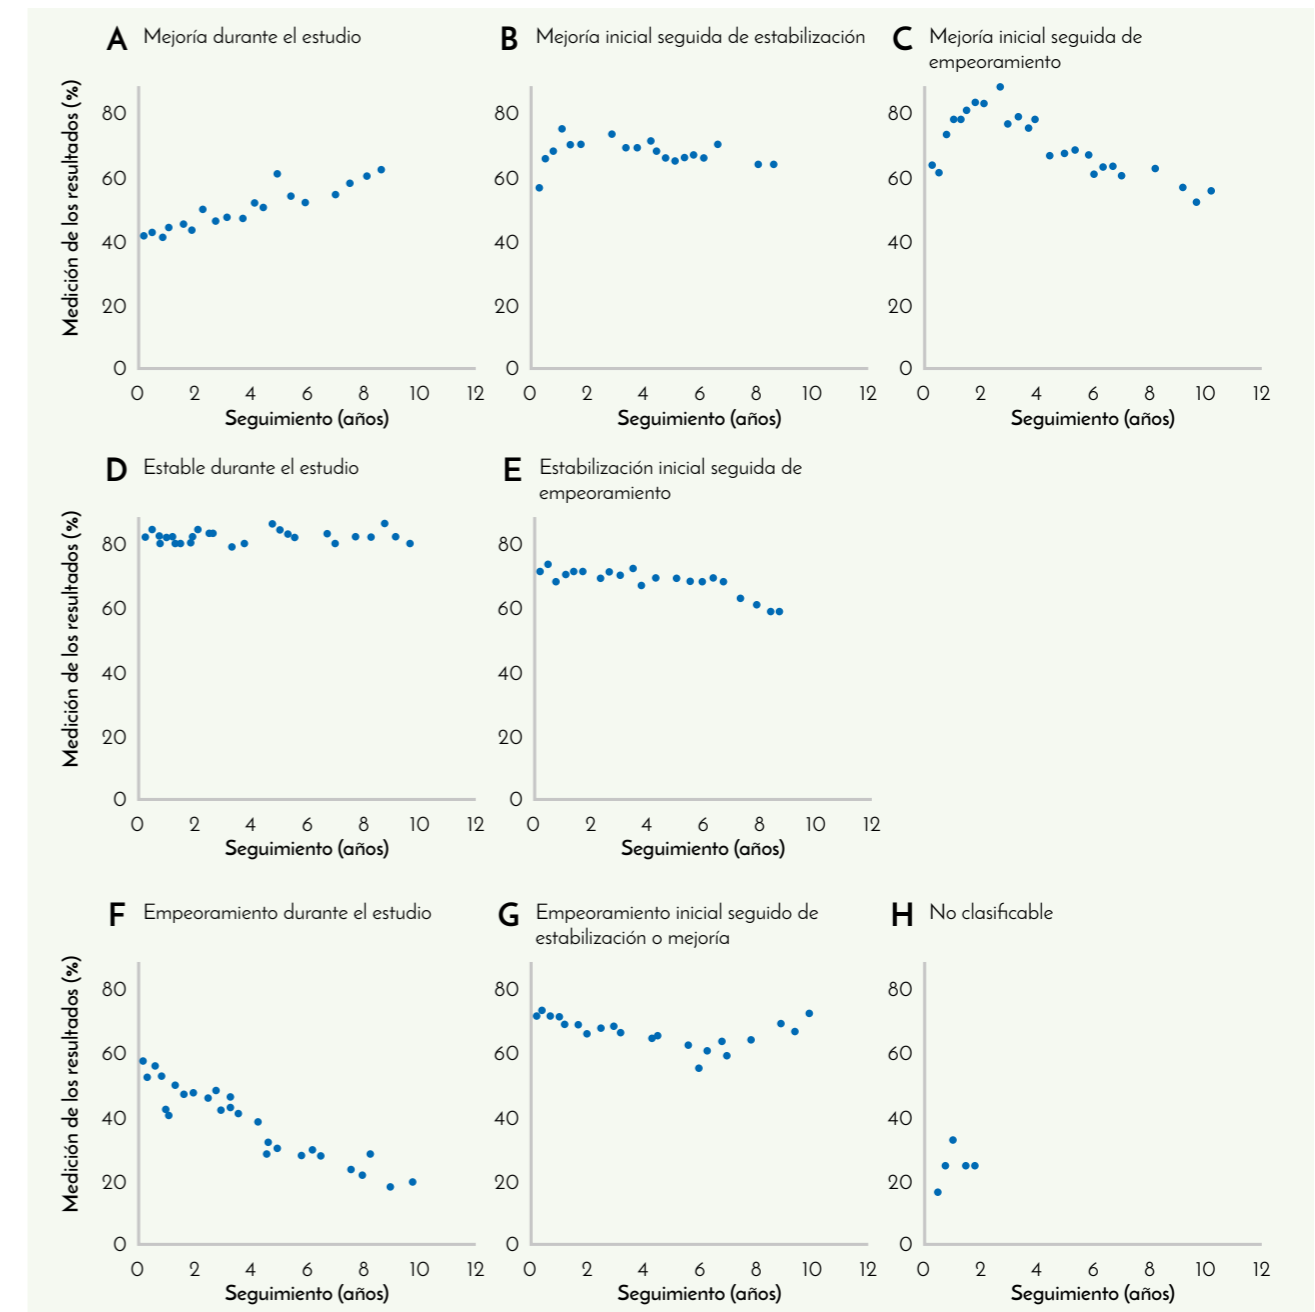 A Mejoría durante el estudio
Medición de los resultados (%)
80
60
40
20
0
0 2 4 6 8 10 12
Seguimiento (años)
B Mejoría inicial seguida de estabilización
80
60
40
20
0
0 2 4 6 8 10 12
Seguimiento (años)
C Mejoría inicial seguida de
empeoramiento
80
60
40
20
0
0 2 4 6 8 10 12
Seguimiento (años)
D Estable durante el estudio
Medición de los resultados (%)
80
60
40
20
0
0 2 4 6 8 10 12
Seguimiento (años)
E Estabilización inicial seguida de
empeoramiento
80
60
40
20
0
0 2 4 6 8 10 12
Seguimiento (años)
F Empeoramiento durante el estudio
Medición de los resultados (%)
80
60
40
20
0
0 2 4 6 8 10 12
Seguimiento (años)
G Empeoramiento inicial seguido de
estabilización o mejoría
80
60
40
20
0
0 2 4 6 8 10 12
Seguimiento (años)
H No clasificable
80
60
40
20
0
0 2 4 6 8 10 12
Seguimiento (años)